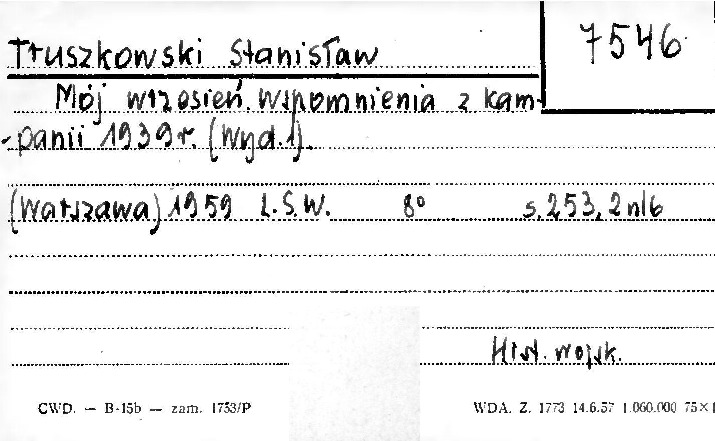 7546
Truszkowski Stanisław
Mój wrzesień. Wspomnienia z kam-
-panii 1939 r. (Wyd. 1).
(Warszawa) 1959 L.S.W. 8° s. 253, 2 nlb
Hist. wojsk.
CWD. — B-15b — zam. 1753/P WDA. Z. 1773 14.6.57 1.060.000 75×1